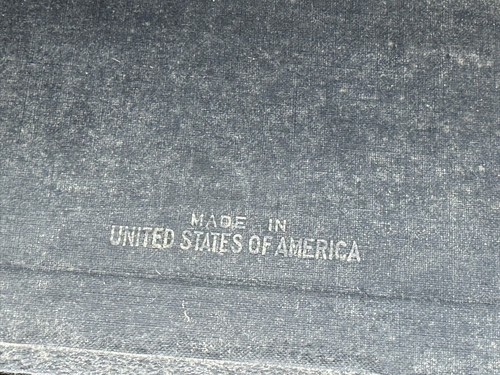 MADE IN
UNITED STATES OF AMERICA